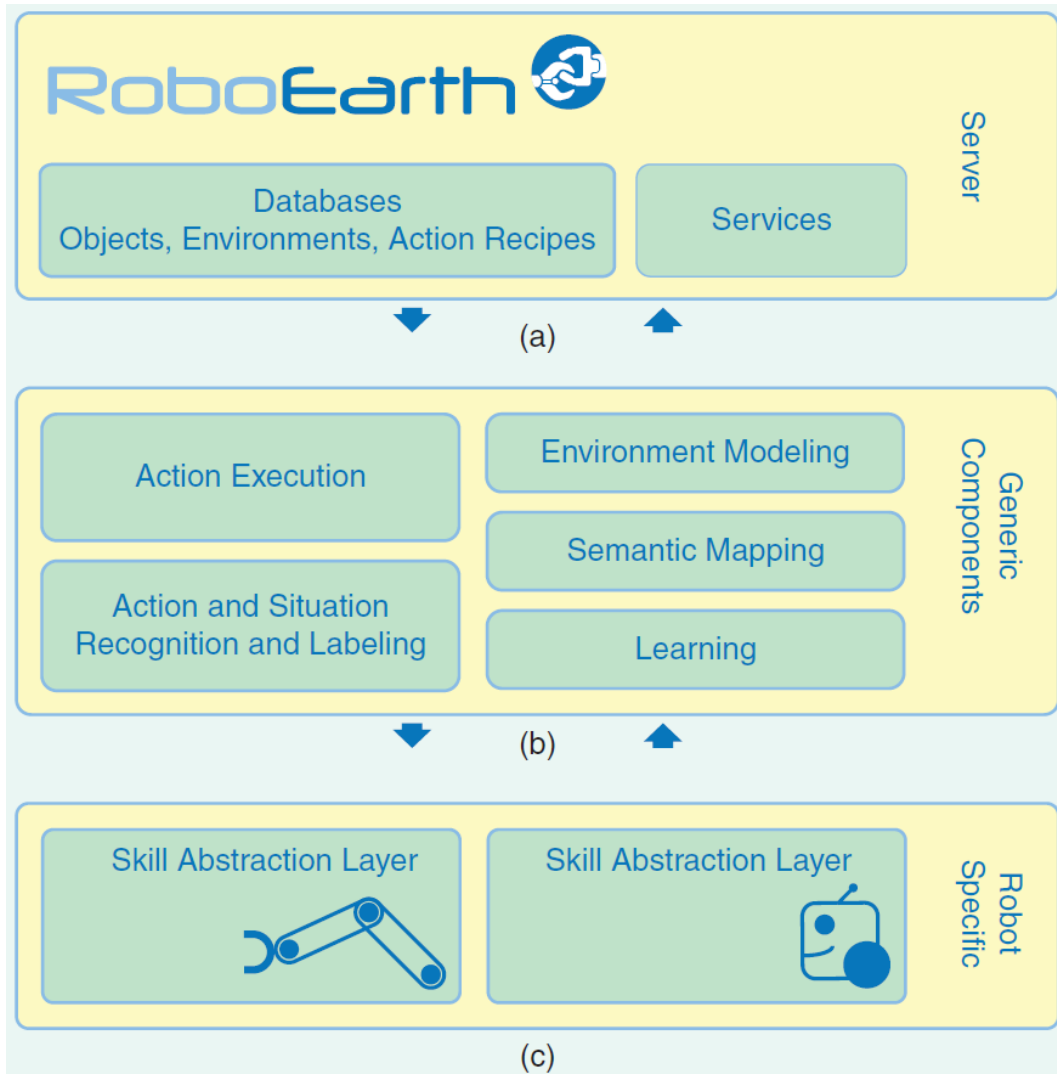 RoboEarth
Databases
Objects, Environments, Action Recipes
Services
Server
(a)
Action Execution
Action and Situation
Recognition and Labeling
Environment Modeling
Semantic Mapping
Learning
Generic
Components
(b)
Skill Abstraction Layer
Skill Abstraction Layer
Robot
Specific
(c)